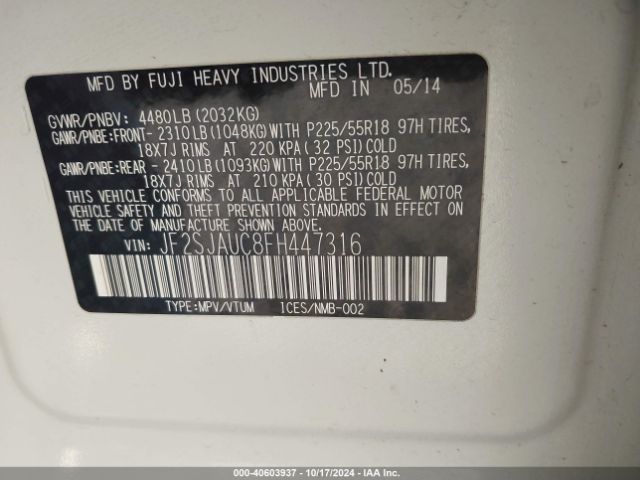 MFD BY FUJI HEAVY INDUSTRIES LTD.
MFD IN 05/14
GVWR/PNBV: 4480LB(2032KG)
GAWR/PNBE:FRONT- 2310LB(1048KG)WITH P225/55R18 97H TIRES,
18X7J RIMS AT 220 KPA(32 PSI)COLD
GAWR/PNBE:REAR - 2410LB(1093KG)WITH P225/55R18 97H TIRES,
18X7J RIMS AT 210 KPA(30 PSI)COLD
THIS VEHICLE CONFORMS TO ALL APPLICABLE FEDERAL MOTOR
VEHICLE SAFETY AND THEFT PREVENTION STANDARDS IN EFFECT ON
THE DATE OF MANUFACTURE SHOWN ABOVE.
VIN: JF2SJAUC8FH447316
TYPE:MPV/VTUM ICES/NMB-002
000-40603937 - 10/17/2024 - IAAI.com